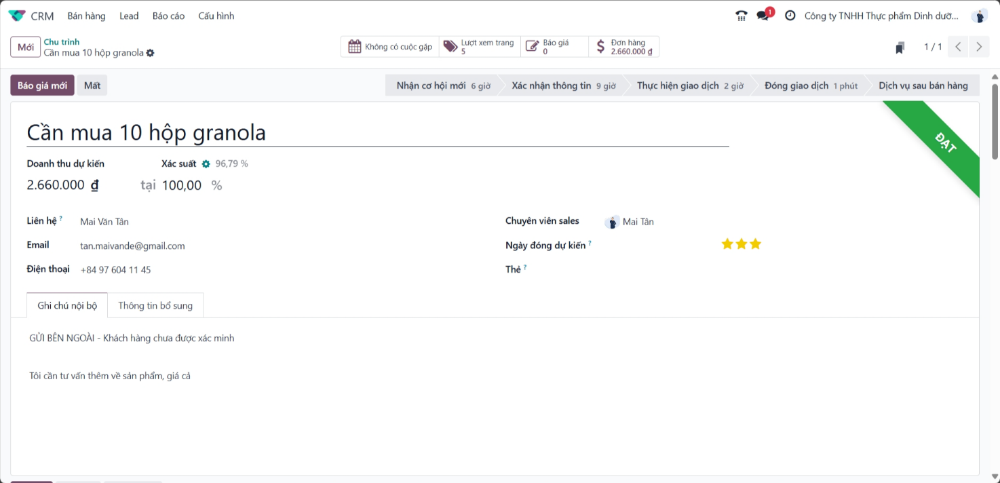 CRM Bán hàng Lead Báo cáo Cấu hình 1 Công ty TNHH Thực phẩm Dinh dưỡ...
Mới
Chu trình
Cần mua 10 hộp granola
Không có cuộc gặp
Lượt xem trang
5
Báo giá
0
Đơn hàng
2.660.000 ₫
1 / 1
Báo giá mới Mất
Nhận cơ hội mới 6 giờ Xác nhận thông tin 9 giờ Thực hiện giao dịch 2 giờ Đóng giao dịch 1 phút Dịch vụ sau bán hàng
ĐẠT
Cần mua 10 hộp granola
Doanh thu dự kiến Xác suất 96,79 %
2.660.000 ₫ tại 100,00 %
Liên hệ ? Mai Văn Tân
Email tan.maivande@gmail.com
Điện thoại +84 97 604 11 45
Chuyên viên sales Mai Tân
Ngày đóng dự kiến ?
Thẻ ?
Ghi chú nội bộ Thông tin bổ sung
GỬI BÊN NGOÀI - Khách hàng chưa được xác minh
Tôi cần tư vấn thêm về sản phẩm, giá cả